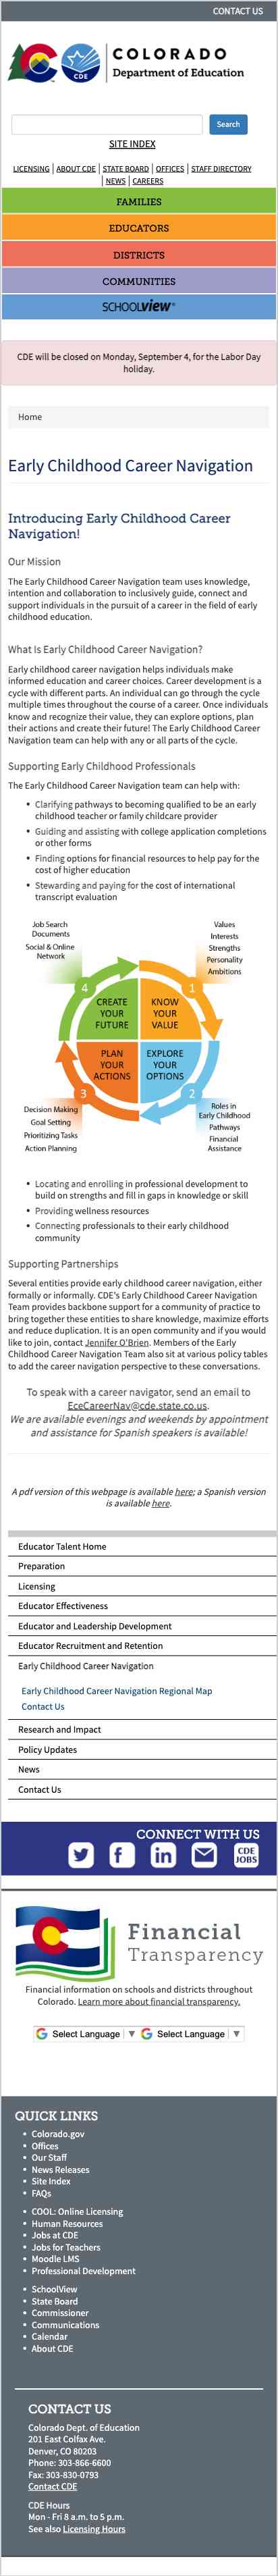 CONTACT US
COLORADO
Department of Education
CDE
Search
SITE INDEX
LICENSING | ABOUT CDE | STATE BOARD | OFFICES | STAFF DIRECTORY
| NEWS | CAREERS
FAMILIES
EDUCATORS
DISTRICTS
COMMUNITIES
SCHOOLVIEW®
CDE will be closed on Monday, September 4, for the Labor Day
holiday.
Home
Early Childhood Career Navigation
Introducing Early Childhood Career
Navigation!
Our Mission
The Early Childhood Career Navigation team uses knowledge,
intention and collaboration to inclusively guide, connect and
support individuals in the pursuit of a career in the field of early
childhood education.
What Is Early Childhood Career Navigation?
Early childhood career navigation helps individuals make
informed education and career choices. Career development is a
cycle with different parts. An individual can go through the cycle
multiple times throughout the course of a career. Once individuals
know and recognize their value, they can explore options, plan
their actions and create their future! The Early Childhood Career
Navigation team can help with any or all parts of the cycle.
Supporting Early Childhood Professionals
The Early Childhood Career Navigation team can help with:
• Clarifying pathways to becoming qualified to be an early
childhood teacher or family childcare provider
• Guiding and assisting with college application completions
or other forms
• Finding options for financial resources to help pay for the
cost of higher education
• Stewarding and paying for the cost of international
transcript evaluation
Job Search
Documents
Social & Online
Network
Values
Interests
Strengths
Personality
Ambitions
4
1
CREATE
YOUR
FUTURE
KNOW
YOUR
VALUE
PLAN
YOUR
ACTIONS
EXPLORE
YOUR
OPTIONS
3
2
Decision Making
Goal Setting
Prioritizing Tasks
Action Planning
Roles in
Early Childhood
Pathways
Financial
Assistance
• Locating and enrolling in professional development to
build on strengths and fill in gaps in knowledge or skill
• Providing wellness resources
• Connecting professionals to their early childhood
community
Supporting Partnerships
Several entities provide early childhood career navigation, either
formally or informally. CDE's Early Childhood Career Navigation
Team provides backbone support for a community of practice to
bring together these entities to share knowledge, maximize efforts
and reduce duplication. It is an open community and if you would
like to join, contact Jennifer O'Brien. Members of the Early
Childhood Career Navigation Team also sit at various policy tables
to add the career navigation perspective to these conversations.
To speak with a career navigator, send an email to
EceCareerNav@cde.state.co.us.
We are available evenings and weekends by appointment
and assistance for Spanish speakers is available!
A pdf version of this webpage is available here; a Spanish version
is available here.
Educator Talent Home
Preparation
Licensing
Educator Effectiveness
Educator and Leadership Development
Educator Recruitment and Retention
Early Childhood Career Navigation
Early Childhood Career Navigation Regional Map
Contact Us
Research and Impact
Policy Updates
News
Contact Us
CONNECT WITH US
CDE
JOBS
Financial
Transparency
Financial information on schools and districts throughout
Colorado. Learn more about financial transparency.
Select Language | ▼ Select Language | ▼
QUICK LINKS
• Colorado.gov
• Offices
• Our Staff
• News Releases
• Site Index
• FAQs
• COOL: Online Licensing
• Human Resources
• Jobs at CDE
• Jobs for Teachers
• Moodle LMS
• Professional Development
• SchoolView
• State Board
• Commissioner
• Communications
• Calendar
• About CDE
CONTACT US
Colorado Dept. of Education
201 East Colfax Ave.
Denver, CO 80203
Phone: 303-866-6600
Fax: 303-830-0793
Contact CDE
CDE Hours
Mon - Fri 8 a.m. to 5 p.m.
See also Licensing Hours